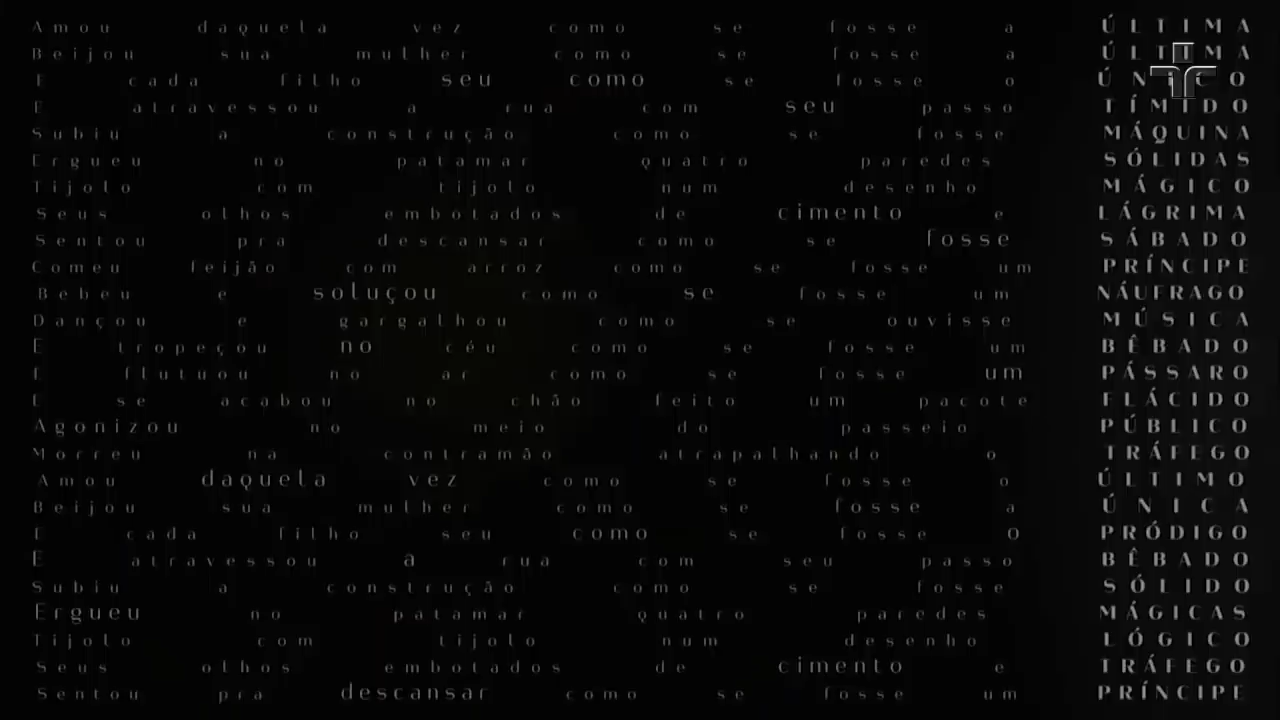 Amou daquela vez como se fosse a ÚLTIMA
Beijou sua mulher como se fosse a ÚLTIMA
E cada filho seu como se fosse o ÚNICO
E atravessou a rua com seu passo TÍMIDO
Subiu a construção como se fosse MÁQUINA
Ergueu no patamar quatro paredes SÓLIDAS
Tijolo com tijolo num desenho MÁGICO
Seus olhos embotados de cimento e LÁGRIMA
Sentou pra descansar como se fosse SÁBADO
Comeu feijão com arroz como se fosse um PRÍNCIPE
Bebeu e soluçou como se fosse um NÁUFRAGO
Dançou e gargalhou como se ouvisse MÚSICA
E tropeçou no céu como se fosse um BÊBADO
E flutuou no ar como se fosse um PÁSSARO
E se acabou no chão feito um pacote FLÁCIDO
Agonizou no meio do passeio PÚBLICO
Morreu na contramão atrapalhando o TRÁFEGO
Amou daquela vez como se fosse o ÚLTIMO
Beijou sua mulher como se fosse a ÚNICA
E cada filho seu como se fosse o PRÓDIGO
E atravessou a rua com seu passo BÊBADO
Subiu a construção como se fosse SÓLIDO
Ergueu no patamar quatro paredes MÁGICAS
Tijolo com tijolo num desenho LÓGICO
Seus olhos embotados de cimento e TRÁFEGO
Sentou pra descansar como se fosse um PRÍNCIPE